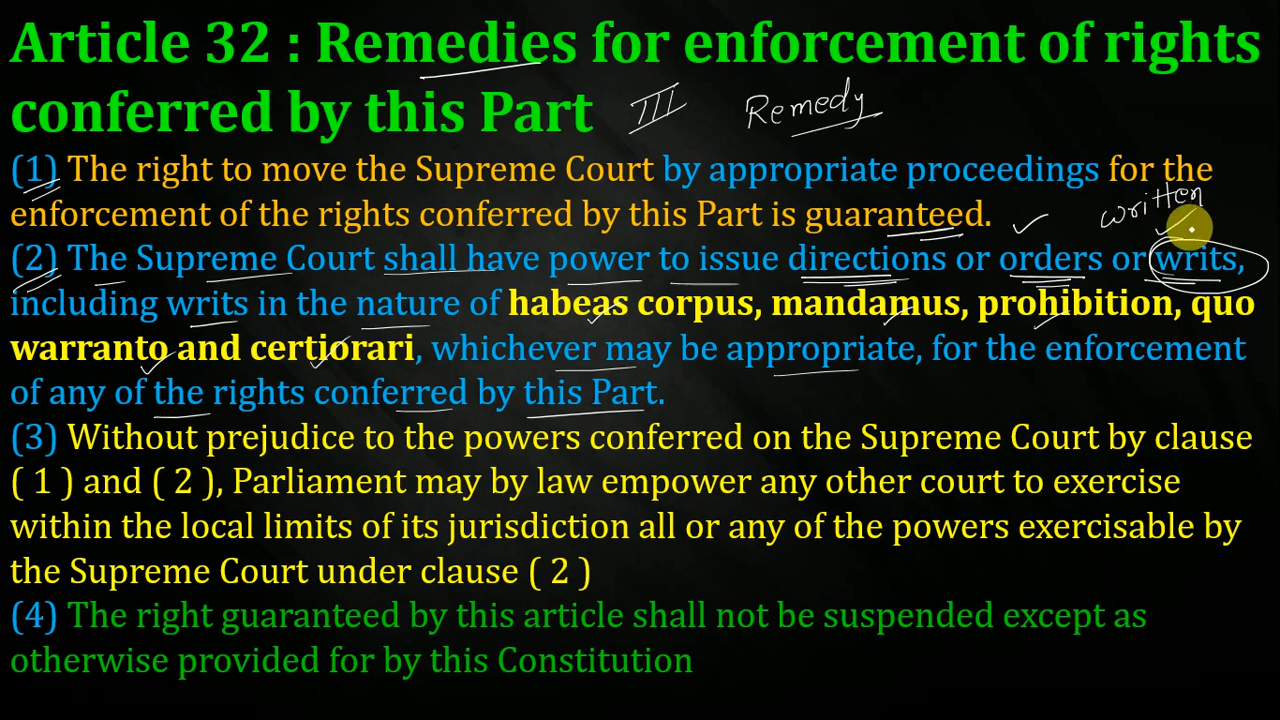 Article 32 : Remedies for enforcement of rights
conferred by this Part III Remedy
(1) The right to move the Supreme Court by appropriate proceedings for the
written
enforcement of the rights conferred by this Part is guaranteed.
(2) The Supreme Court shall have power to issue directions or orders or writs,
including writs in the nature of habeas corpus, mandamus, prohibition, quo
warranto and certiorari, whichever may be appropriate, for the enforcement
of any of the rights conferred by this Part.
(3) Without prejudice to the powers conferred on the Supreme Court by clause
( 1 ) and ( 2 ), Parliament may by law empower any other court to exercise
within the local limits of its jurisdiction all or any of the powers exercisable by
the Supreme Court under clause ( 2 )
(4) The right guaranteed by this article shall not be suspended except as
otherwise provided for by this Constitution